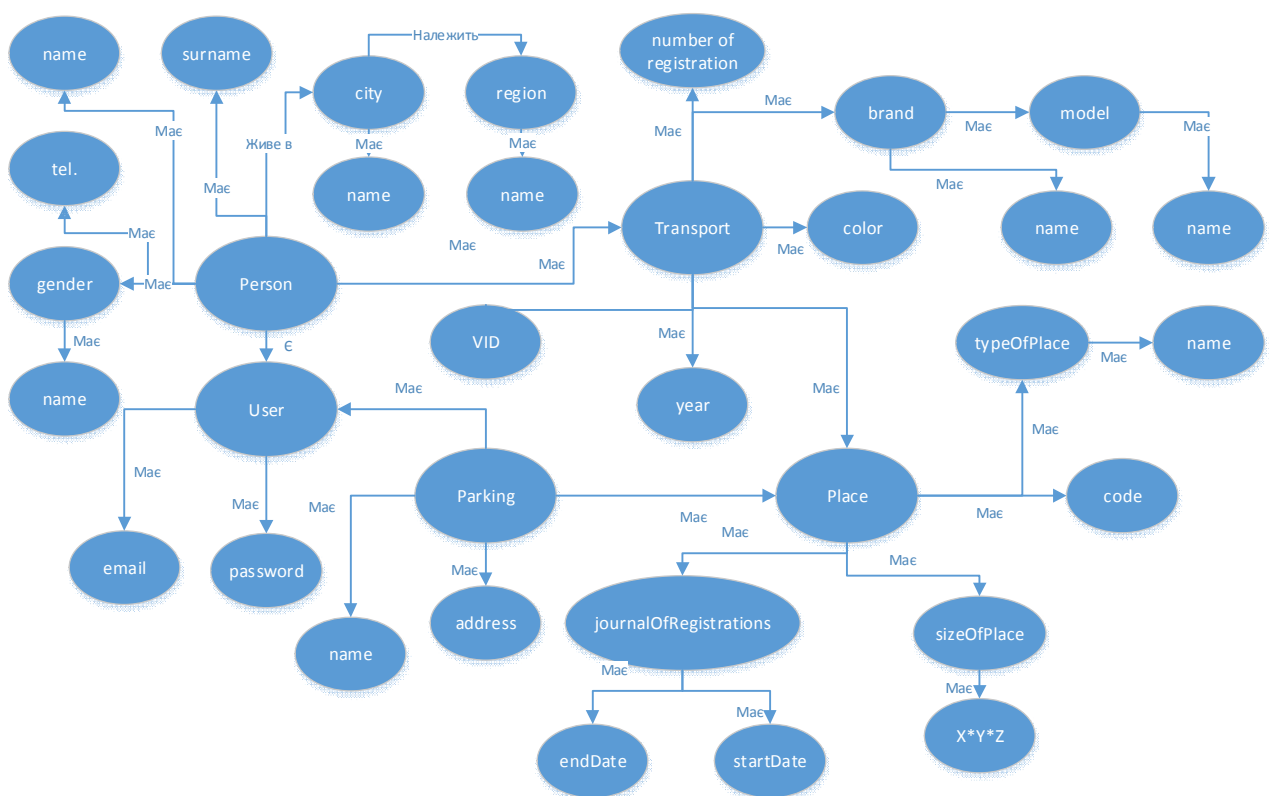 Належить
number of
registration
name
surname
city
region
Має
brand
Має
model
Має
Має
Має
Має
Живе в
Має
Має
tel.
name
name
Має
Має
Має
Має
Transport
Має
color
name
name
Має
Має
gender
Має
Person
Має
VID
Має
typeOfPlace
Має
name
Є
name
User
Має
year
Має
Має
Має
Має
Parking
Place
code
Має
Має
Має
Має
email
password
Має
Має
address
journalOfRegistrations
sizeOfPlace
name
Має
Має
Має
X*Y*Z
endDate
startDate